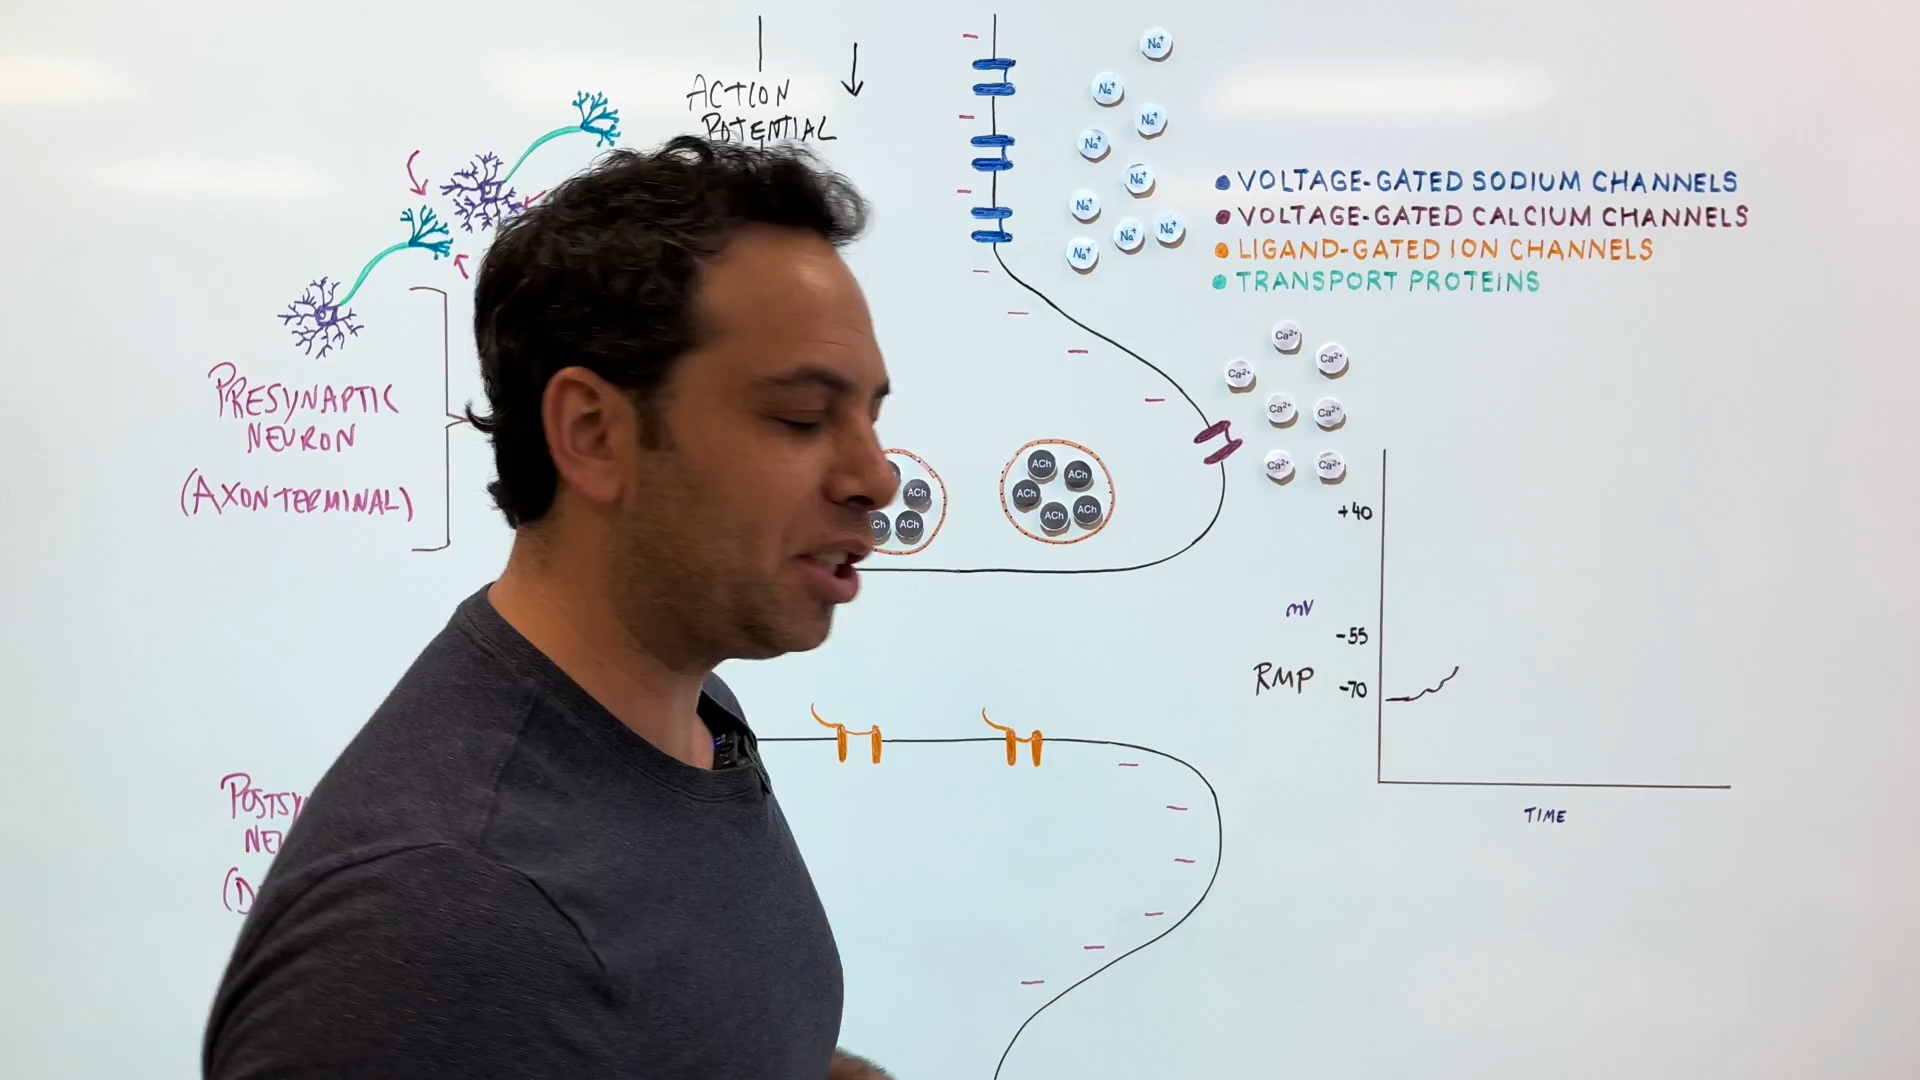 ACTION
POTENTIAL
Na⁺
Na⁺
Na⁺
Na⁺
Na⁺
Na⁺
Na⁺
Na⁺
Na⁺
VOLTAGE-GATED SODIUM CHANNELS
VOLTAGE-GATED CALCIUM CHANNELS
LIGAND-GATED ION CHANNELS
TRANSPORT PROTEINS
Ca²⁺
Ca²⁺
Ca²⁺
Ca²⁺
Ca²⁺
Ca²⁺
Ca²⁺
PRESYNAPTIC
NEURON
(AXON TERMINAL)
ACh
ACh
ACh
ACh
ACh
ACh
ACh
+40
mV
-55
RMP -70
TIME